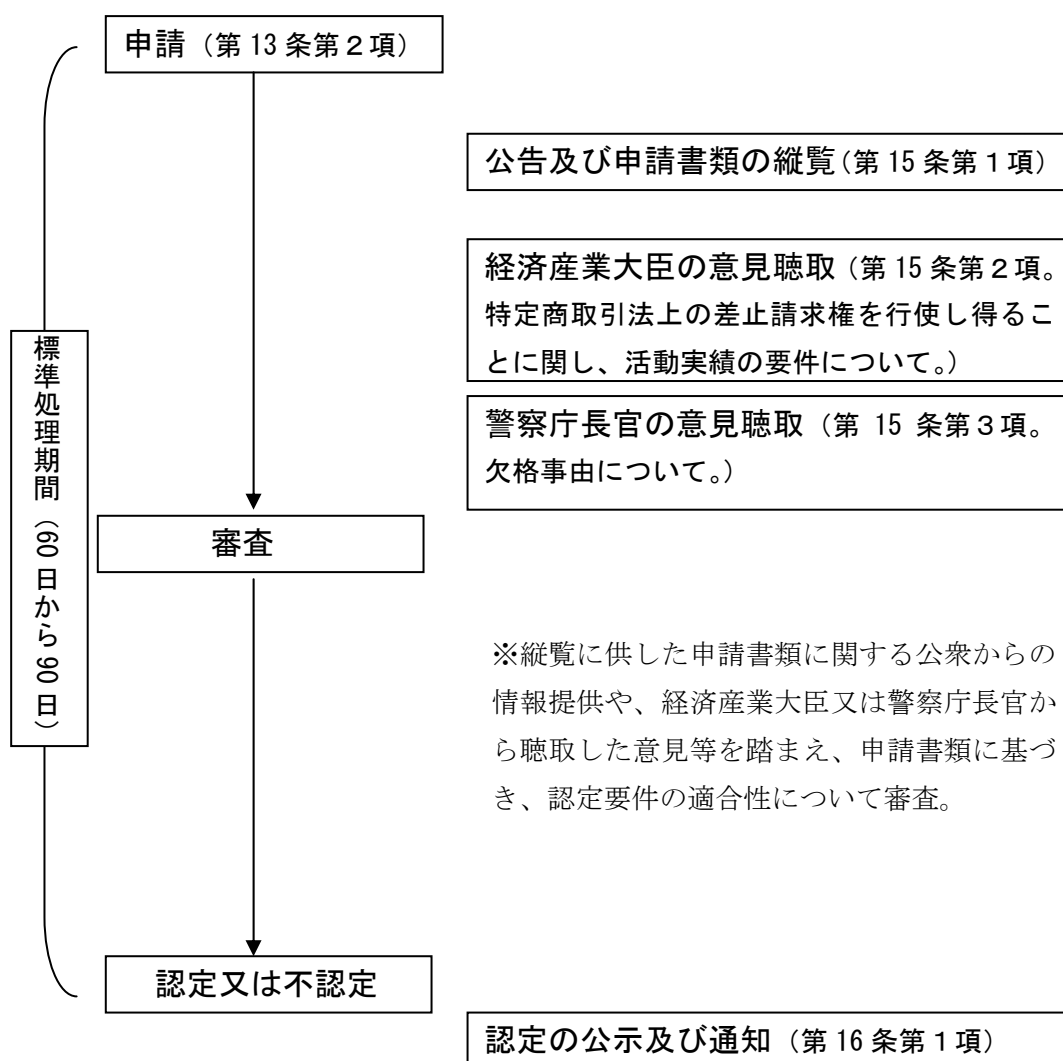 申請（第13条第２項）
公告及び申請書類の縦覧（第15条第１項）
経済産業大臣の意見聴取（第15条第２項。
特定商取引法上の差止請求権を行使し得るこ
とに関し、活動実績の要件について。）
警察庁長官の意見聴取（第 15 条第３項。
欠格事由について。）
標準処理期間（60日から90日）
審査
※縦覧に供した申請書類に関する公衆からの
情報提供や、経済産業大臣又は警察庁長官か
ら聴取した意見等を踏まえ、申請書類に基づ
き、認定要件の適合性について審査。
認定又は不認定
認定の公示及び通知（第16条第１項）